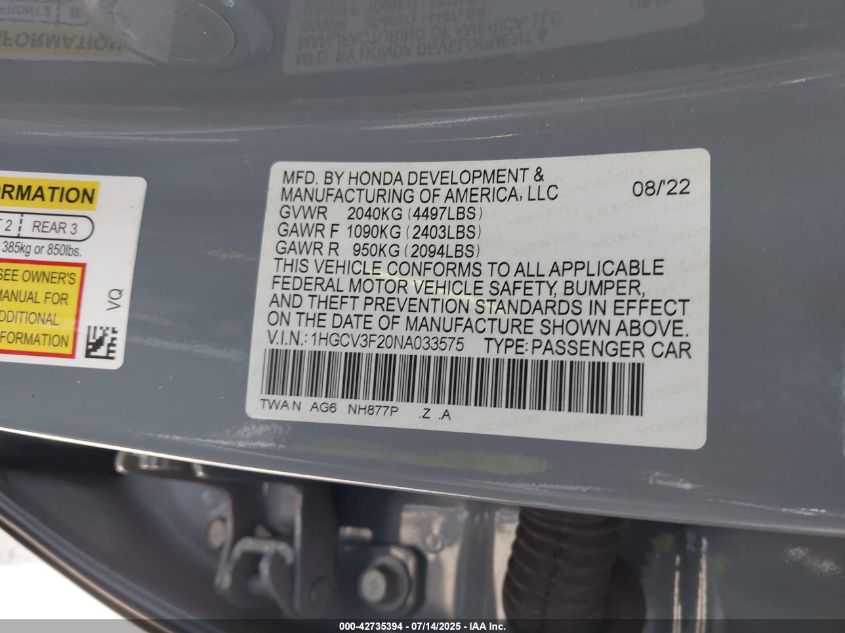 ORMATION
T 2 REAR 3
385kg or 850lbs.
SEE OWNER'S
MANUAL FOR
DDITIONAL
FORMATION
VQ
MFD. BY HONDA DEVELOPMENT &
MANUFACTURING OF AMERICA, LLC 08/'22
GVWR 2040KG (4497LBS)
GAWR F 1090KG (2403LBS)
GAWR R 950KG (2094LBS)
THIS VEHICLE CONFORMS TO ALL APPLICABLE
FEDERAL MOTOR VEHICLE SAFETY, BUMPER,
AND THEFT PREVENTION STANDARDS IN EFFECT
ON THE DATE OF MANUFACTURE SHOWN ABOVE.
V.I.N.: 1HGCV3F20NA033575 TYPE: PASSENGER CAR
TWA N AG6 NH877P .Z .A
000-42735394 - 07/14/2025 - IAA Inc.